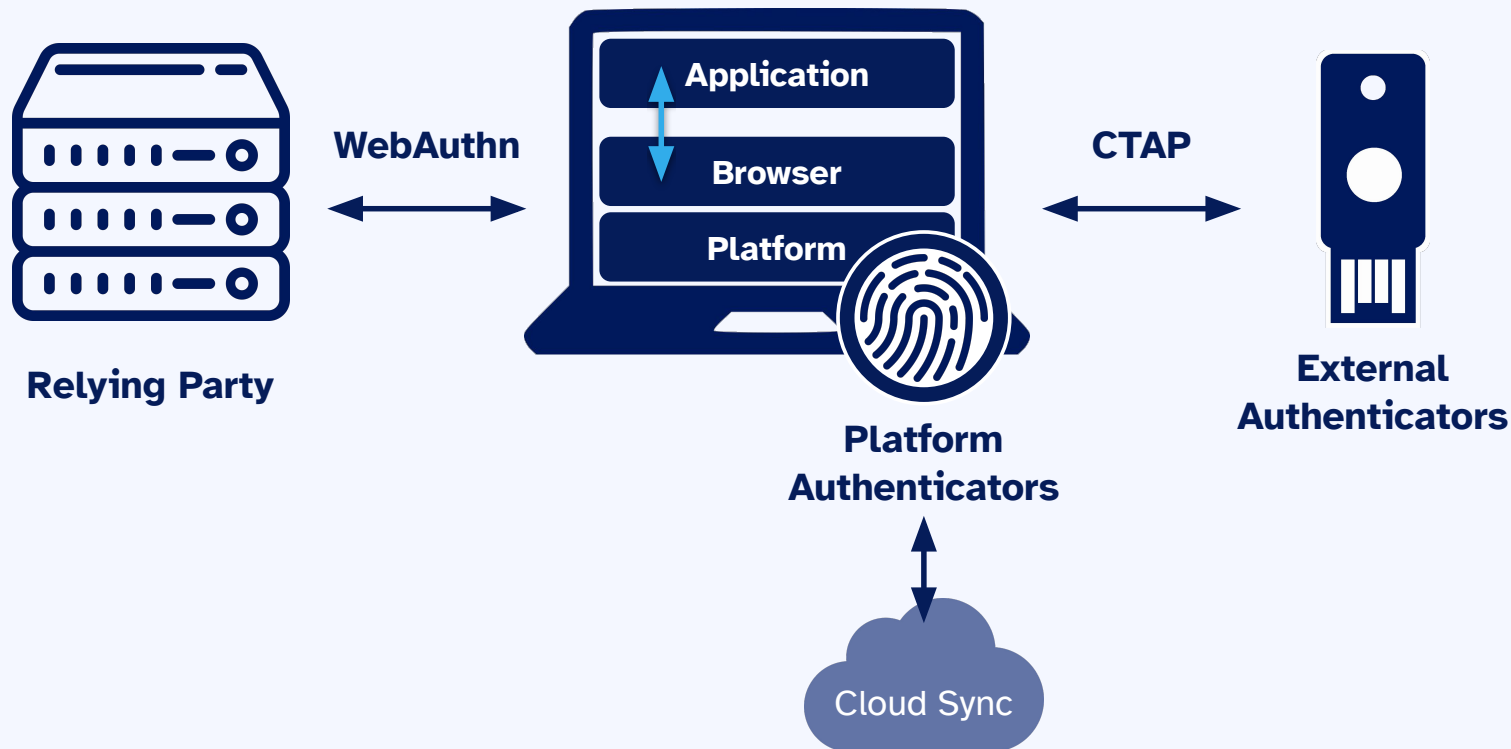 WebAuthn
Application
Browser
Platform
CTAP
Relying Party
External
Authenticators
Platform
Authenticators
Cloud Sync